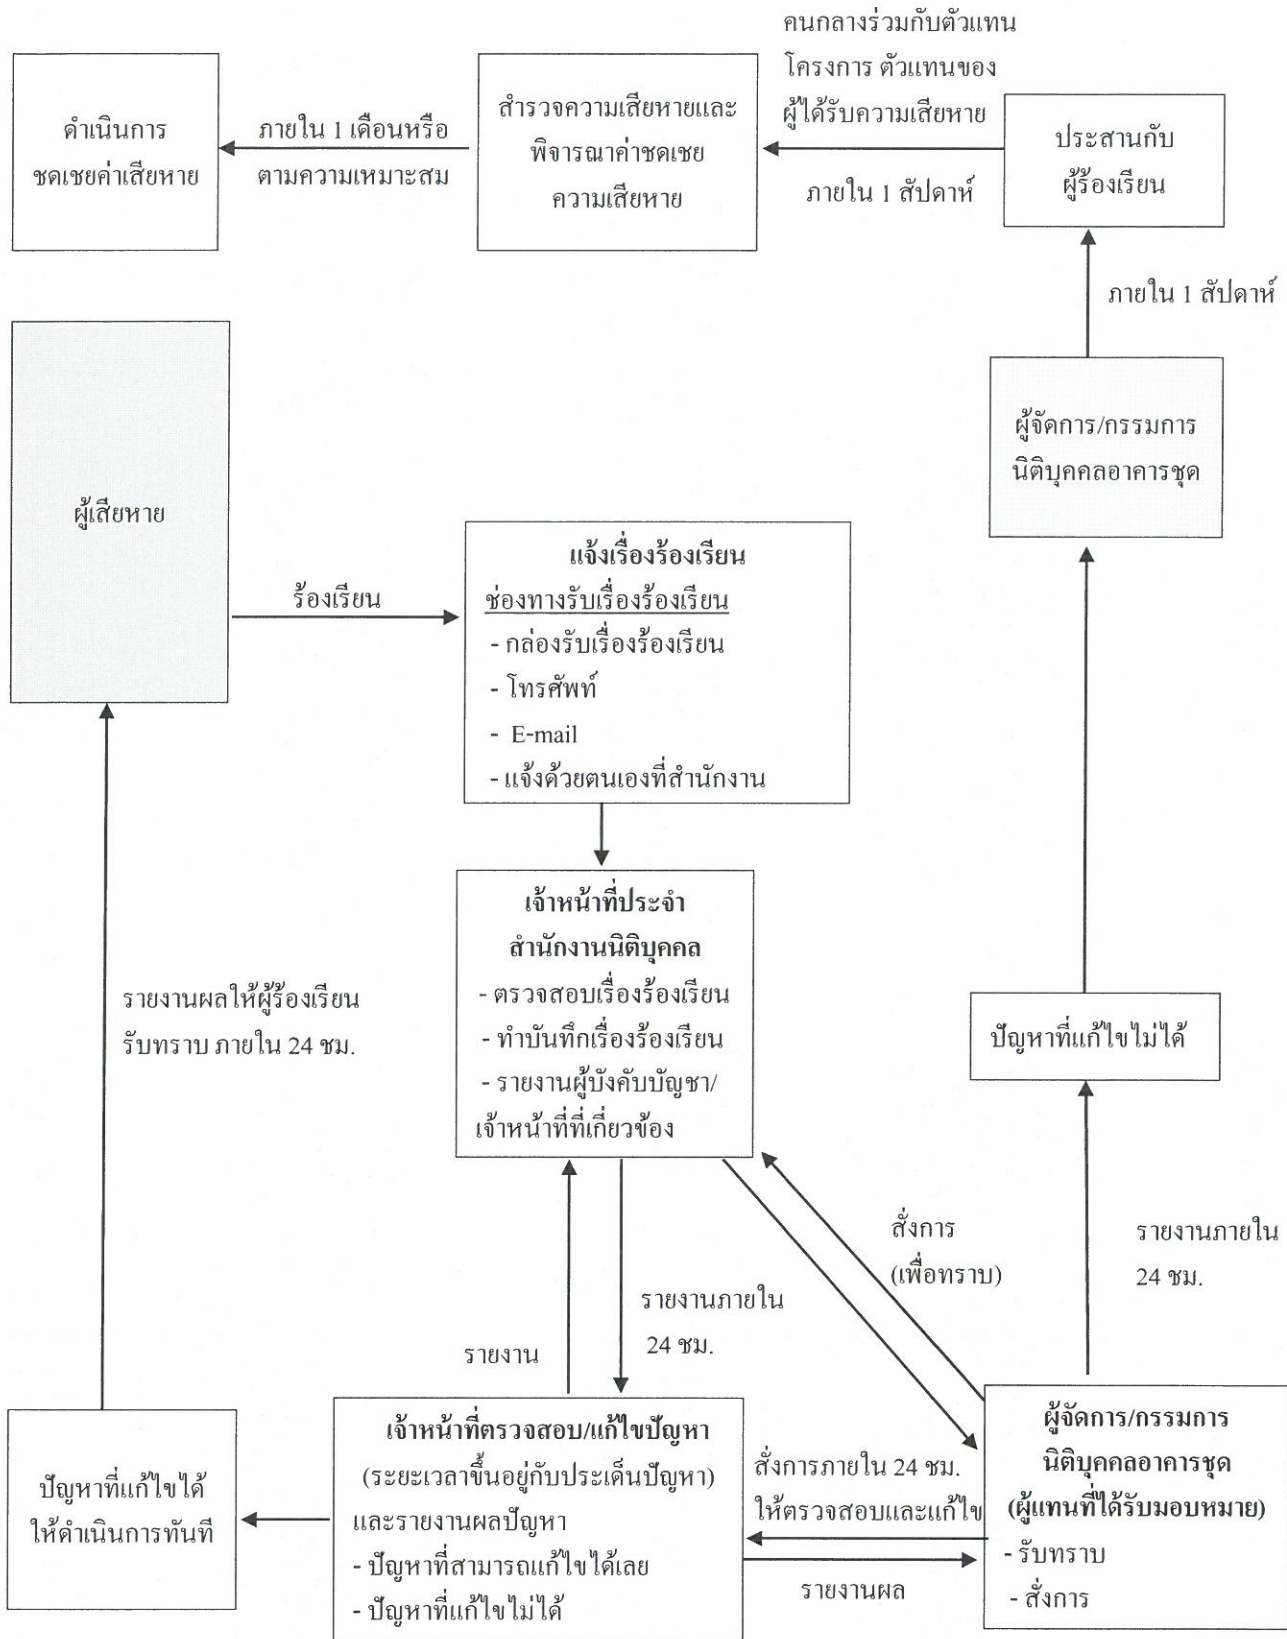 คนกลางร่วมกับตัวแทน
โครงการ ตัวแทนของ
ผู้ได้รับความเสียหาย
ภายใน 1 สัปดาห์
ดำเนินการ
ชดเชยค่าเสียหาย
ภายใน 1 เดือนหรือ
ตามความเหมาะสม
สำรวจความเสียหายและ
พิจารณาค่าชดเชย
ความเสียหาย
ประสานกับ
ผู้ร้องเรียน
ภายใน 1 สัปดาห์
ผู้จัดการ/กรรมการ
นิติบุคคลอาคารชุด
ผู้เสียหาย
ร้องเรียน
แจ้งเรื่องร้องเรียน
ช่องทางรับเรื่องร้องเรียน
- กล่องรับเรื่องร้องเรียน
- โทรศัพท์
- E-mail
- แจ้งด้วยตนเองที่สำนักงาน
เจ้าหน้าที่ประจำ
สำนักงานนิติบุคคล
- ตรวจสอบเรื่องร้องเรียน
- ทำบันทึกเรื่องร้องเรียน
- รายงานผู้บังคับบัญชา/
เจ้าหน้าที่ที่เกี่ยวข้อง
รายงานผลให้ผู้ร้องเรียน
รับทราบ ภายใน 24 ชม.
ปัญหาที่แก้ไขไม่ได้
สั่งการ
(เพื่อทราบ)
รายงานภายใน
24 ชม.
รายงานภายใน
24 ชม.
รายงาน
ปัญหาที่แก้ไขได้
ให้ดำเนินการทันที
เจ้าหน้าที่ตรวจสอบ/แก้ไขปัญหา
(ระยะเวลาขึ้นอยู่กับประเด็นปัญหา)
และรายงานผลปัญหา
- ปัญหาที่สามารถแก้ไขได้เลย
- ปัญหาที่แก้ไขไม่ได้
สั่งการภายใน 24 ชม.
ให้ตรวจสอบและแก้ไข
รายงานผล
ผู้จัดการ/กรรมการ
นิติบุคคลอาคารชุด
(ผู้แทนที่ได้รับมอบหมาย)
- รับทราบ
- สั่งการ